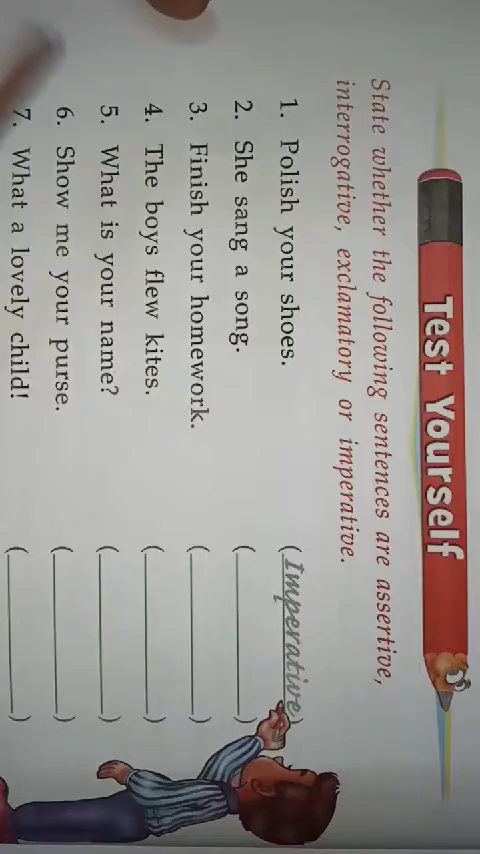 Test Yourself
State whether the following sentences are assertive,
interrogative, exclamatory or imperative.
1. Polish your shoes. (Imperative)
2. She sang a song. (__________)
3. Finish your homework. (__________)
4. The boys flew kites. (__________)
5. What is your name? (__________)
6. Show me your purse. (__________)
7. What a lovely child! (__________)